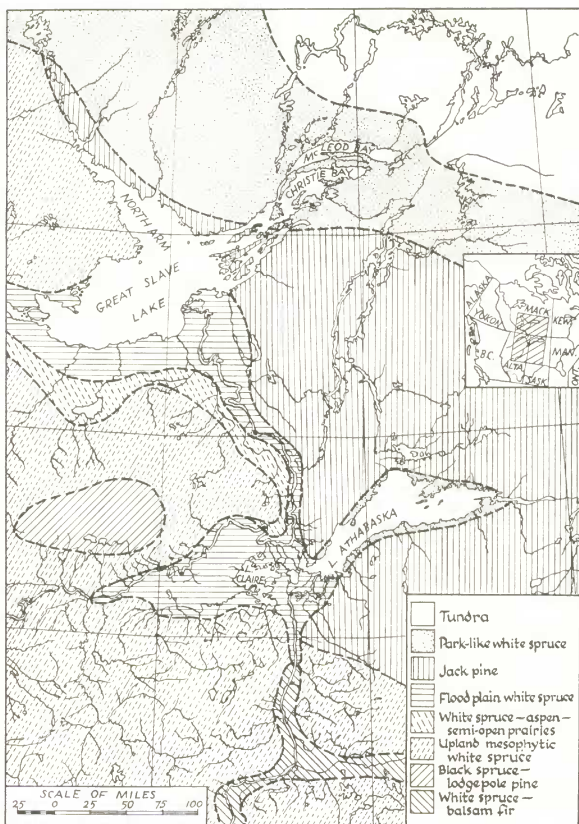 McLEOD BAY
CHRISTIE BAY
NORTH ARM
GREAT SLAVE
LAKE
ALASKA
YUKON
MACK
KEW.
B.C.
ALTA
SASK
MAN
L. ATHABASKA
L.
CLAIRE
Tundra
Park-like white spruce
Jack pine
Flood plain white spruce
White spruce-aspen-
semi-open prairies
Upland mesophytic
white spruce
Black spruce-
lodgepole pine
White spruce-
balsam fir
SCALE OF MILES
25 0 25 50 75 100